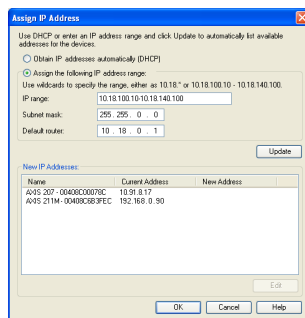 Assign IP Address
Use DHCP or enter an IP address range and click Update to automatically list available
addresses for the devices.
Obtain IP addresses automatically (DHCP)
Assign the following IP address range:
Use wildcards to specify the range, either as 10.18.* or 10.18.100.10 - 10.18.140.100.
IP range: 10.18.100.10-10.18.140.100
Subnet mask: 255 . 255 . 0 . 0
Default router: 10 . 18 . 0 . 1
Update
New IP Addresses:
Name Current Address New Address
AXIS 207 - 00408C00078C 10.91.8.17
AXIS 211M - 00408C6B3FEC 192.168.0.90
Edit
OK Cancel Help